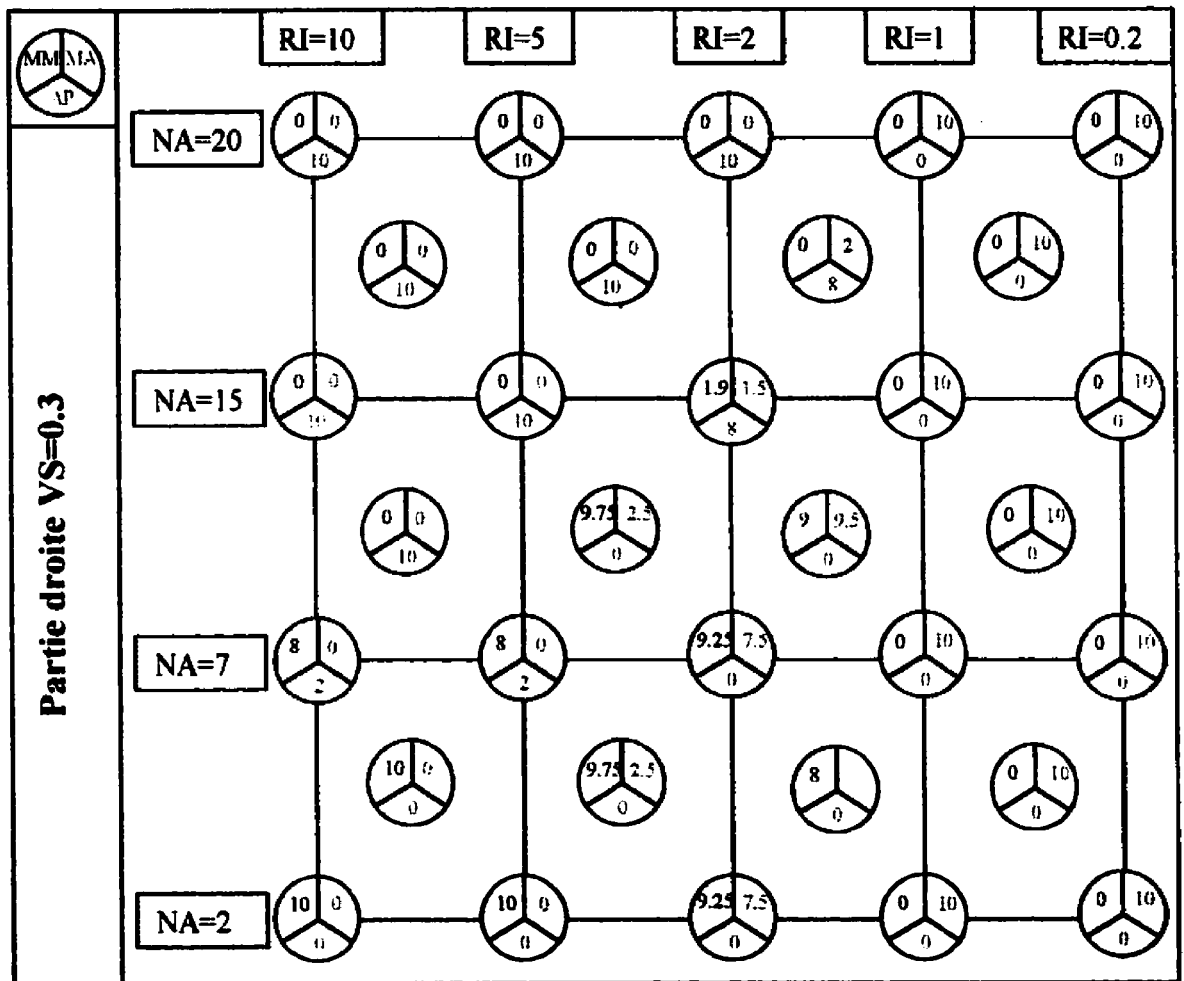 RI=10 RI=5 RI=2 RI=1 RI=0.2
MM MA
AP
NA=20
0 0 0 0 0 0 0 10 0 10
10 10 10 0 0
0 0 0 0 0 2 0 10
10 10 8 0
NA=15
0 0 0 0 1.9 1.5 0 10 0 10
10 10 8 0 0
0 0 9.75 2.5 9 9.5 0 10
10 0 0 0
NA=7
8 0 8 0 9.25 7.5 0 10 0 10
2 2 0 0 0
10 0 9.75 2.5 8 0 10
0 0 0 0
NA=2
10 0 10 0 9.25 7.5 0 10 0 10
0 0 0 0 0
Partie droite VS=0.3